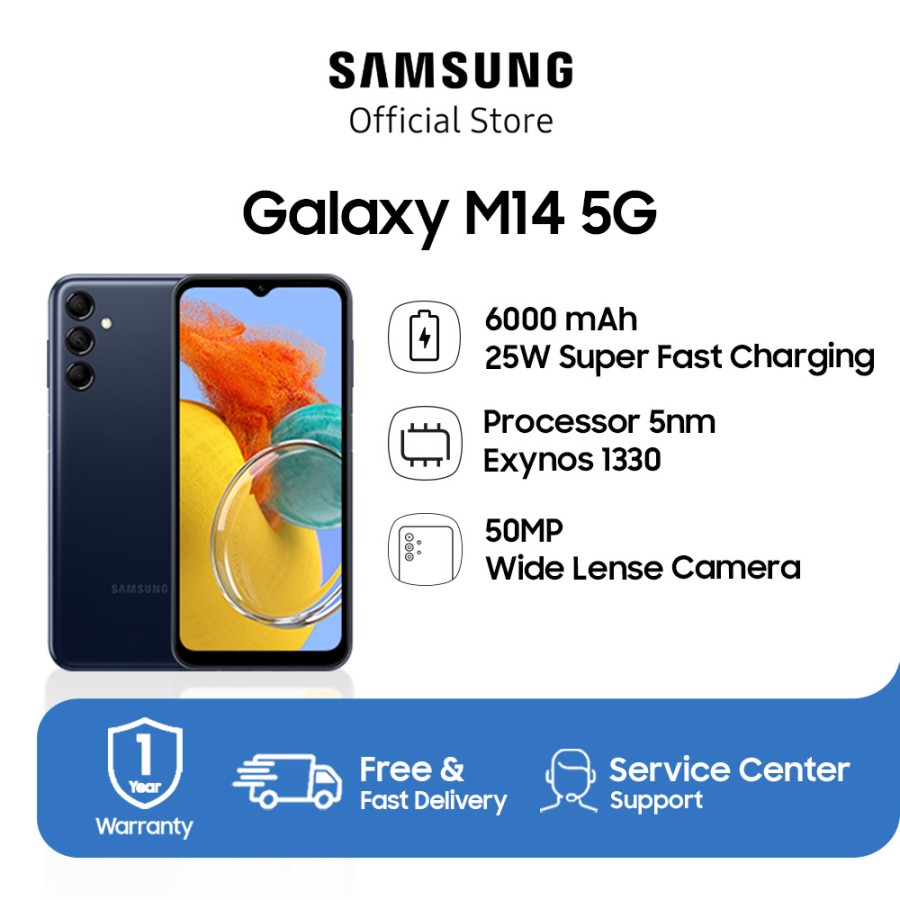 SAMSUNG
Official Store
Galaxy M14 5G
6000 mAh
25W Super Fast Charging
Processor 5nm
Exynos 1330
50MP
Wide Lense Camera
SAMSUNG
1
Year
Warranty
Free &
Fast Delivery
Service Center
Support